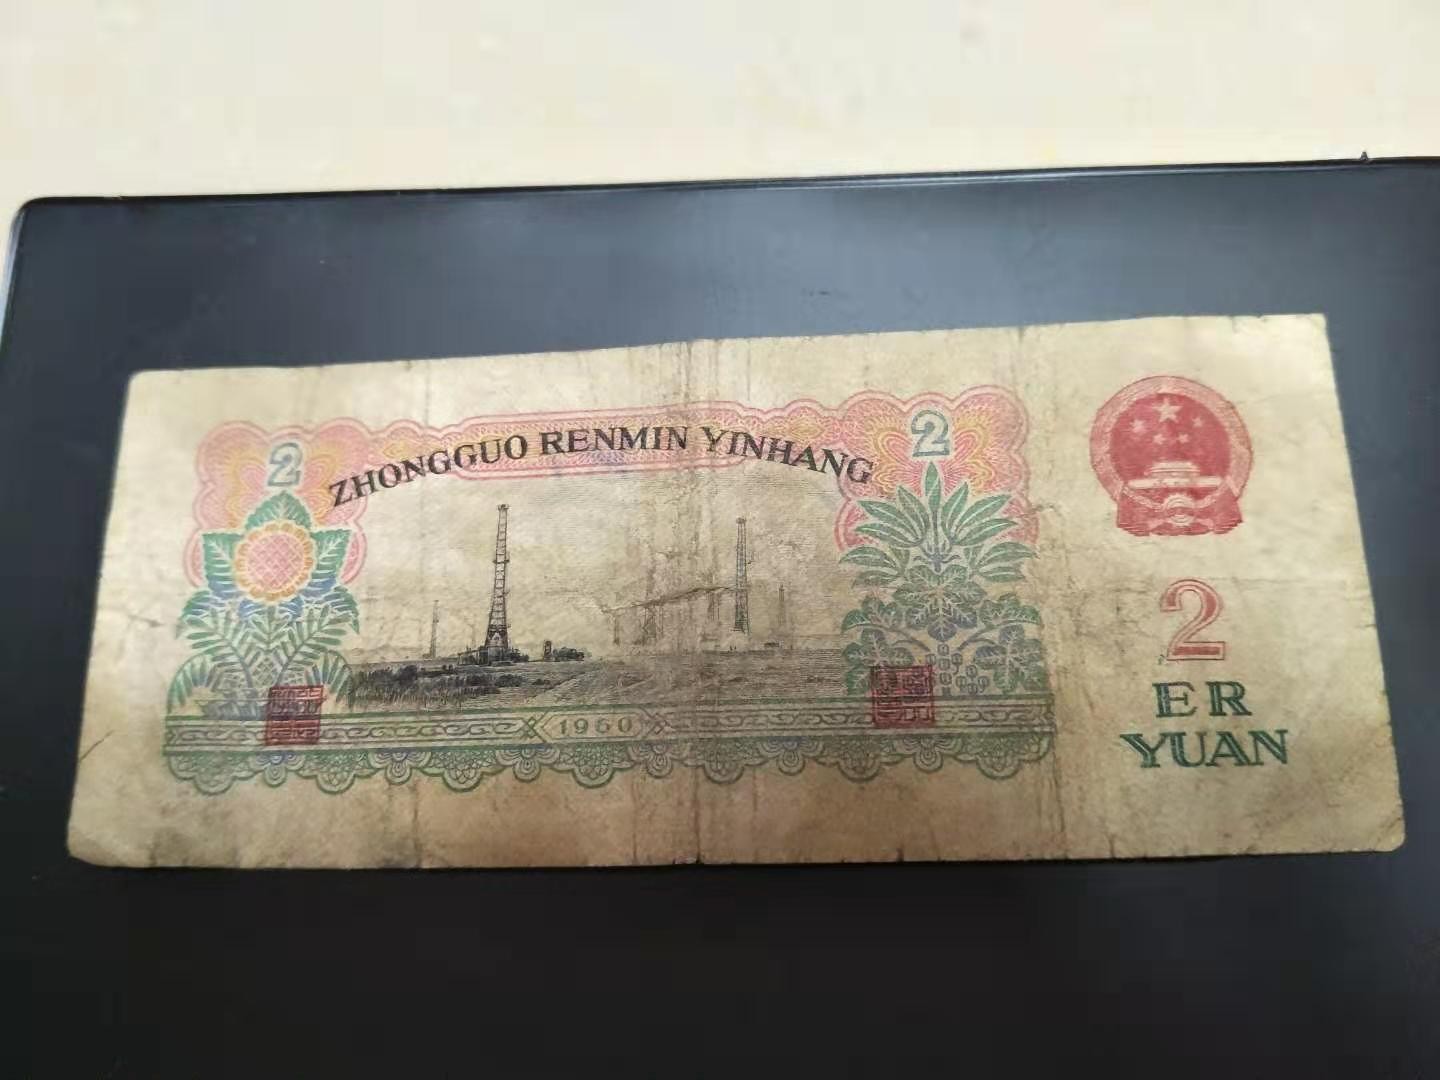 2
2
ZHONGGUO RENMIN YINHANG
1960
2
ER
YUAN